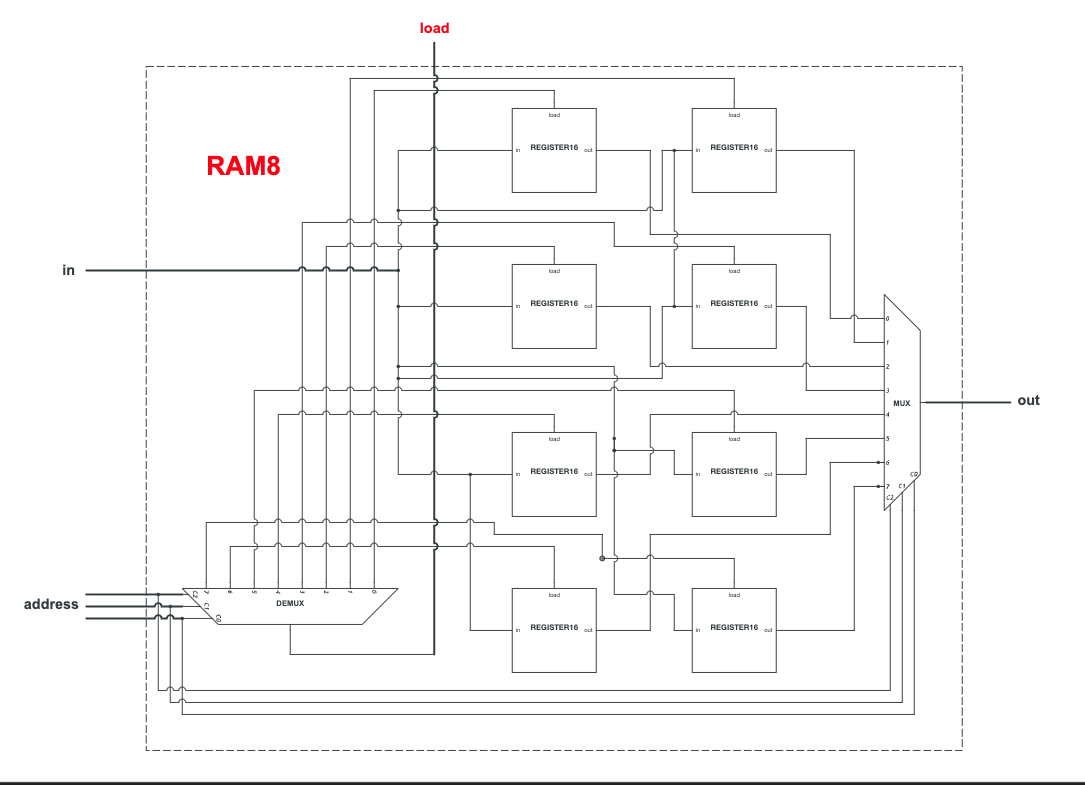 load
RAM8
load
load
in REGISTER16 out
in REGISTER16 out
in
load
load
in REGISTER16 out
in REGISTER16 out
0
1
2
3
MUX
out
4
5
6
7
C0
C1
C2
load
load
in REGISTER16 out
in REGISTER16 out
address
C2
C1
C0
7 6 5 4 3 2 1 0
DEMUX
load
load
in REGISTER16 out
in REGISTER16 out